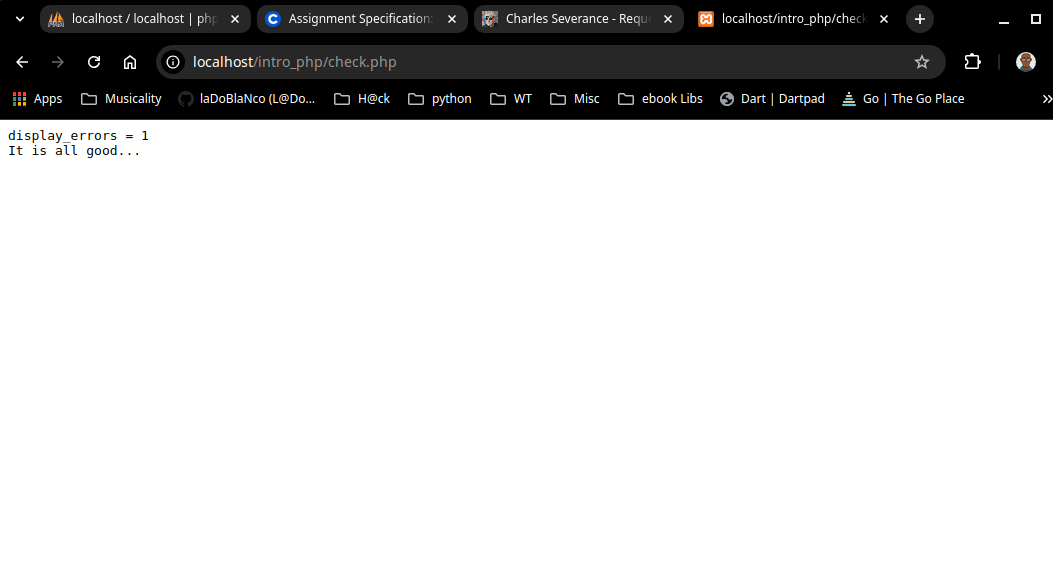 localhost / localhost | php
Assignment Specification:
Charles Severance - Requ
localhost/intro_php/check
localhost/intro_php/check.php
Apps
Musicality
laDoBlaNco (L@Do...
H@ck
python
WT
Misc
ebook Libs
Dart | Dartpad
Go | The Go Place
display_errors = 1
It is all good...